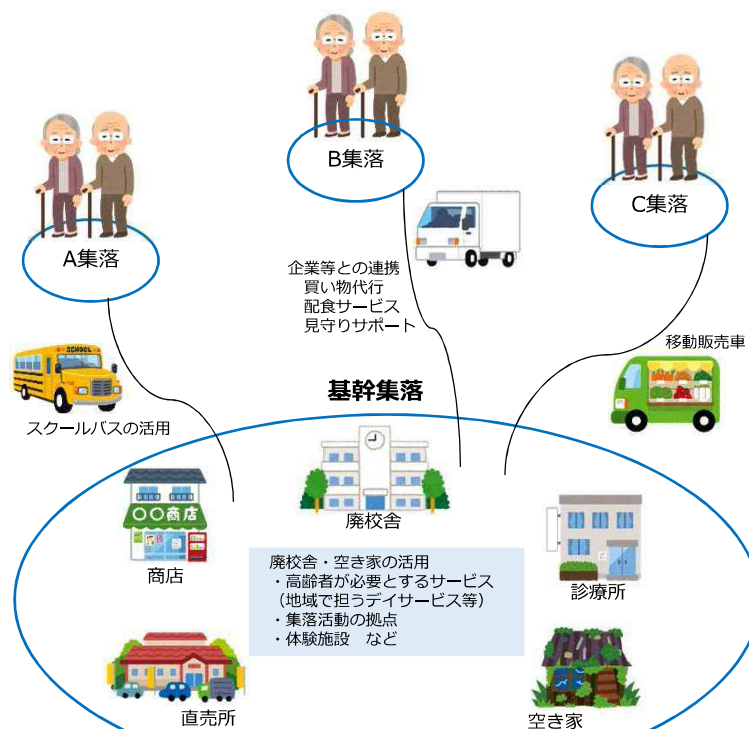 B集落
C集落
A集落
企業等との連携
買い物代行
配食サービス
見守りサポート
移動販売車
SCHOOL
スクールバスの活用
基幹集落
〇〇商店
商店
廃校舎
診療所
廃校舎・空き家の活用
・高齢者が必要とするサービス
（地域で担うデイサービス等）
・集落活動の拠点
・体験施設　など
直売所
空き家